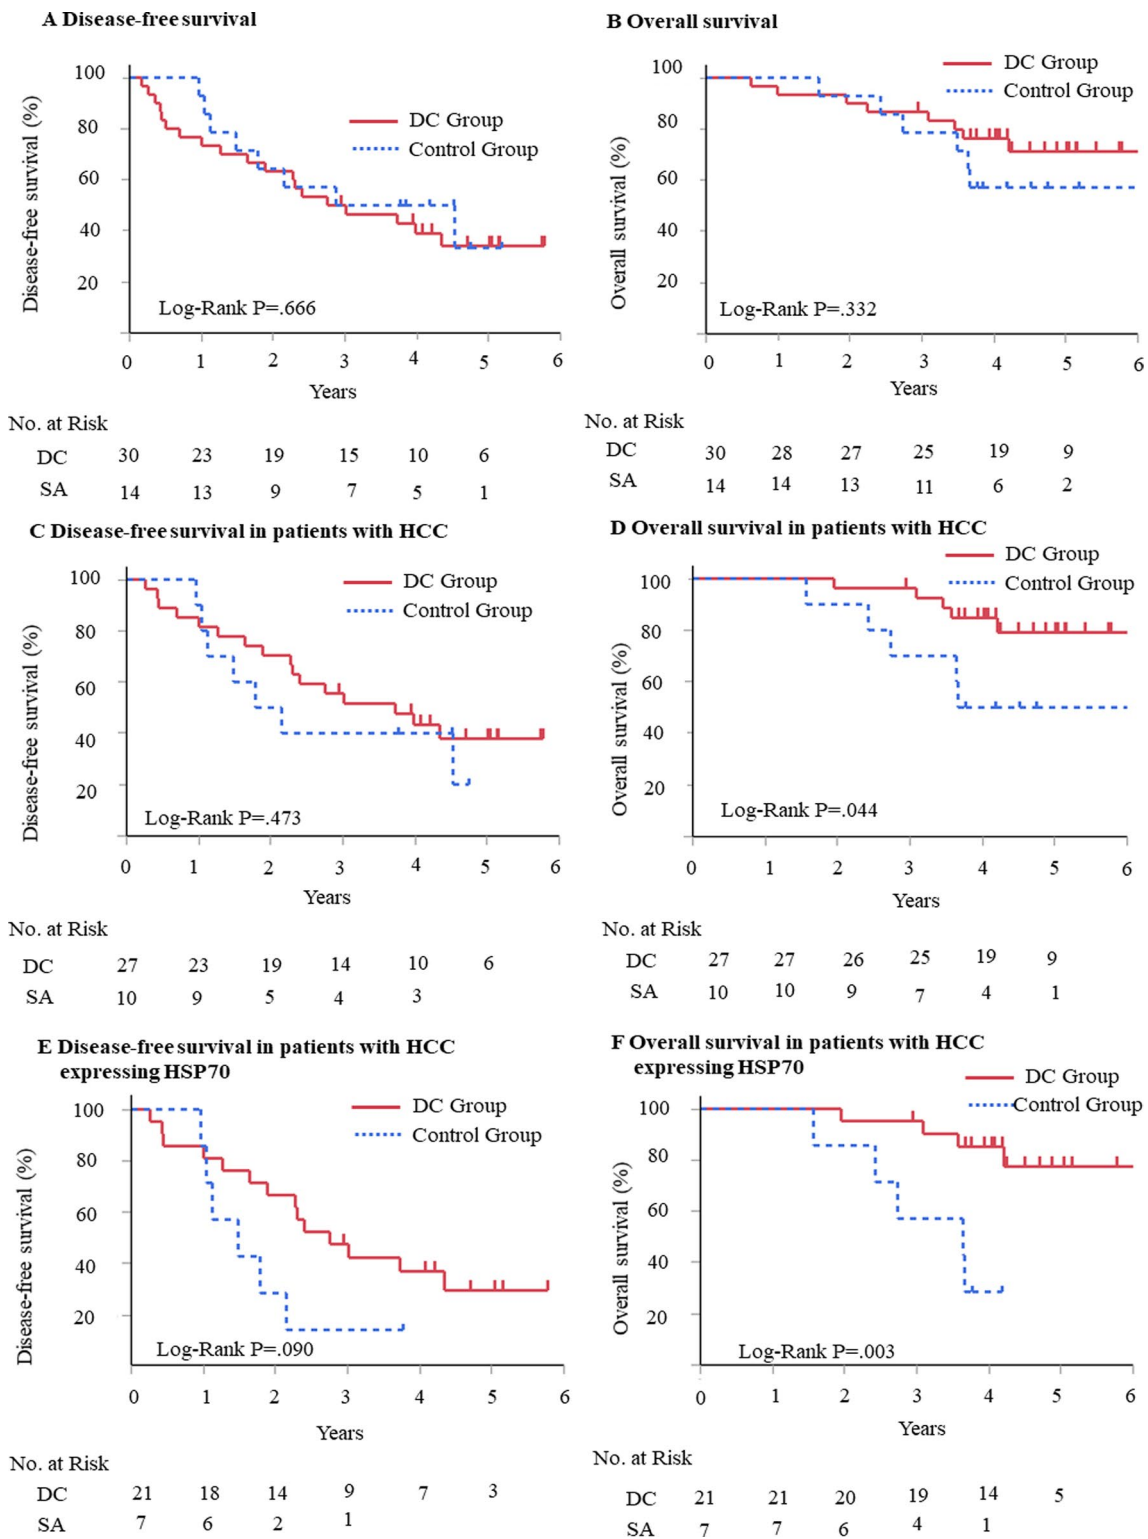 A Disease-free survival
Disease-free survival (%)
100
80
60
40
20
DC Group
Control Group
Log-Rank P=.666
0 1 2 3 4 5 6
Years
No. at Risk
DC 30 23 19 15 10 6
SA 14 13 9 7 5 1
B Overall survival
Overall survival (%)
100
80
60
40
20
DC Group
Control Group
Log-Rank P=.332
0 1 2 3 4 5 6
Years
No. at Risk
DC 30 28 27 25 19 9
SA 14 14 13 11 6 2
C Disease-free survival in patients with HCC
Disease-free survival (%)
100
80
60
40
20
DC Group
Control Group
Log-Rank P=.473
0 1 2 3 4 5 6
Years
No. at Risk
DC 27 23 19 14 10 6
SA 10 9 5 4 3
D Overall survival in patients with HCC
Overall survival (%)
100
80
60
40
20
DC Group
Control Group
Log-Rank P=.044
0 1 2 3 4 5 6
Years
No. at Risk
DC 27 27 26 25 19 9
SA 10 10 9 7 4 1
E Disease-free survival in patients with HCC
expressing HSP70
Disease-free survival (%)
100
80
60
40
20
DC Group
Control Group
Log-Rank P=.090
0 1 2 3 4 5 6
Years
No. at Risk
DC 21 18 14 9 7 3
SA 7 6 2 1
F Overall survival in patients with HCC
expressing HSP70
Overall survival (%)
100
80
60
40
20
DC Group
Control Group
Log-Rank P=.003
0 1 2 3 4 5 6
Years
No. at Risk
DC 21 21 20 19 14 5
SA 7 7 6 4 1